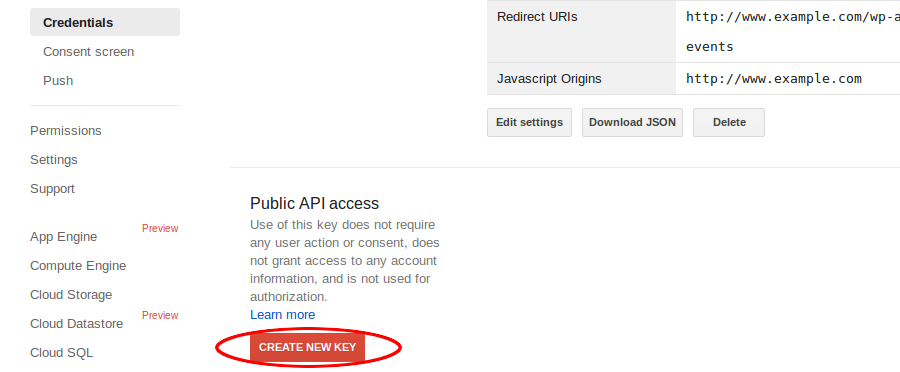 Credentials
Consent screen
Push
Permissions
Settings
Support
App Engine Preview
Compute Engine
Cloud Storage
Cloud Datastore Preview
Cloud SQL
Redirect URIs http://www.example.com/wp-a
events
Javascript Origins http://www.example.com
Edit settings Download JSON Delete
Public API access
Use of this key does not require
any user action or consent, does
not grant access to any account
information, and is not used for
authorization.
Learn more
CREATE NEW KEY